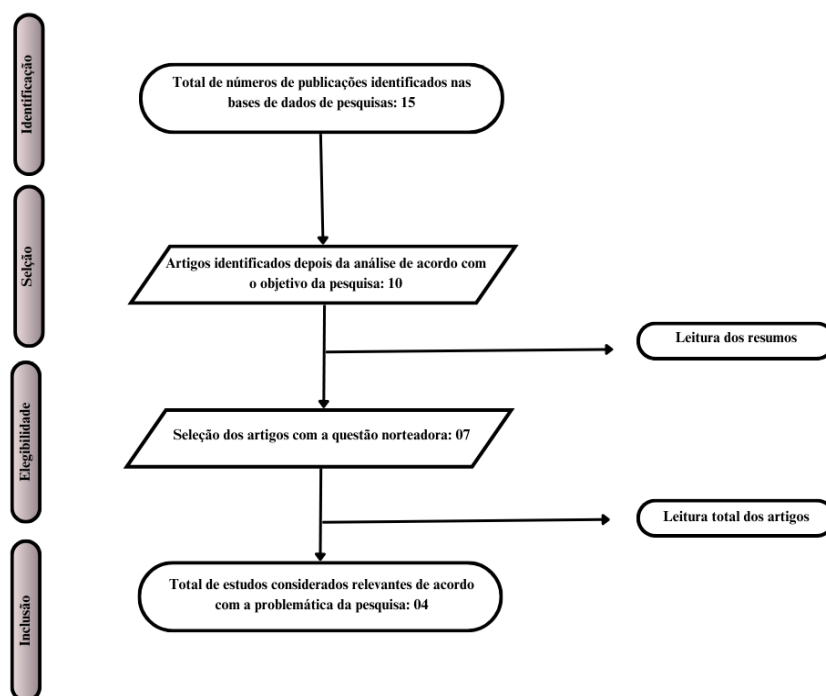 Identificação
Total de números de publicações identificados nas
bases de dados de pesquisas: 15
Selção
Artigos identificados depois da análise de acordo com
o objetivo da pesquisa: 10
Leitura dos resumos
Elegibilidade
Seleção dos artigos com a questão norteadora: 07
Leitura total dos artigos
Inclusão
Total de estudos considerados relevantes de acordo
com a problemática da pesquisa: 04